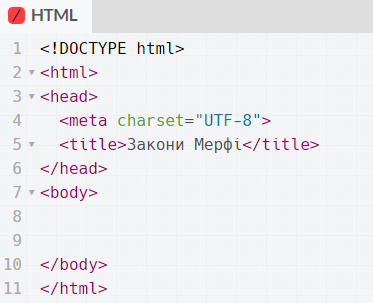 HTML
1 <!DOCTYPE html>
2 <html>
3 <head>
4 <meta charset="UTF-8">
5 <title>Закони Мерфі</title>
6 </head>
7 <body>
8
9
10 </body>
11 </html>